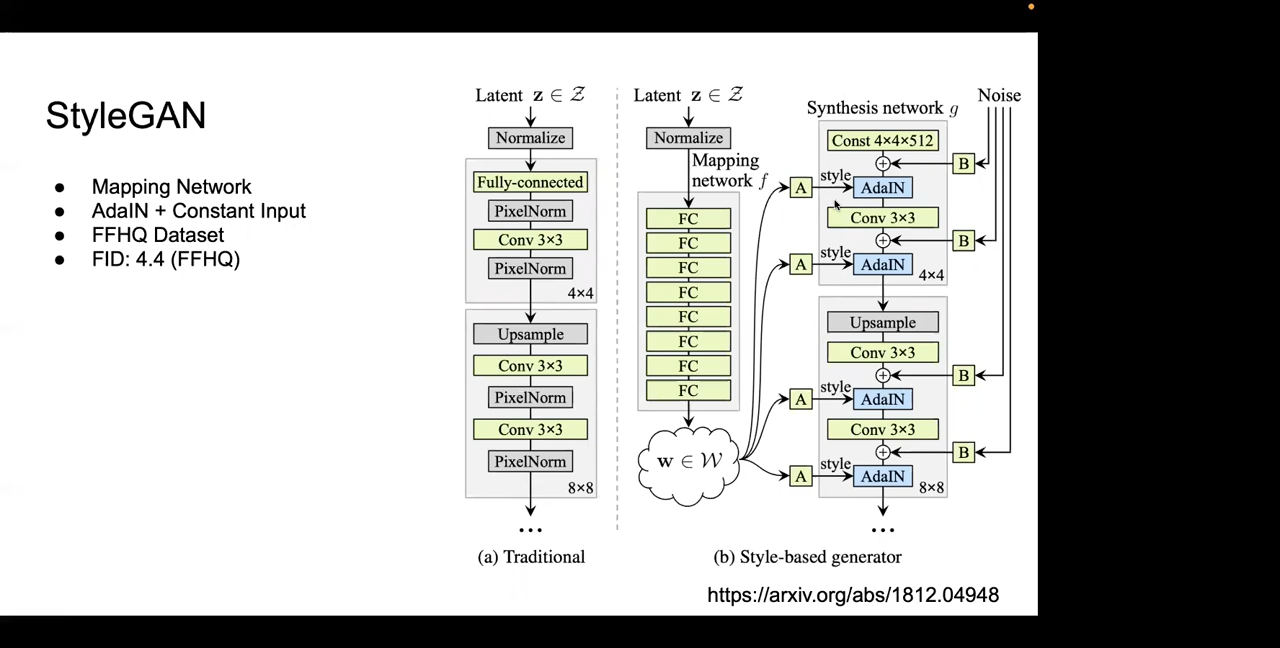 StyleGAN
● Mapping Network
● AdaIN + Constant Input
● FFHQ Dataset
● FID: 4.4 (FFHQ)
Latent z ∈ Z
Normalize
Fully-connected
PixelNorm
Conv 3×3
PixelNorm
4×4
Upsample
Conv 3×3
PixelNorm
Conv 3×3
PixelNorm
8×8
...
(a) Traditional
Latent z ∈ Z
Normalize
Mapping
network f
FC
FC
FC
FC
FC
FC
FC
FC
w ∈ W
A
style
A
style
A
style
A
style
Synthesis network g
Const 4×4×512
+
AdaIN
Conv 3×3
+
AdaIN
4×4
Upsample
Conv 3×3
+
AdaIN
Conv 3×3
+
AdaIN
8×8
...
Noise
B
B
B
B
(b) Style-based generator
https://arxiv.org/abs/1812.04948